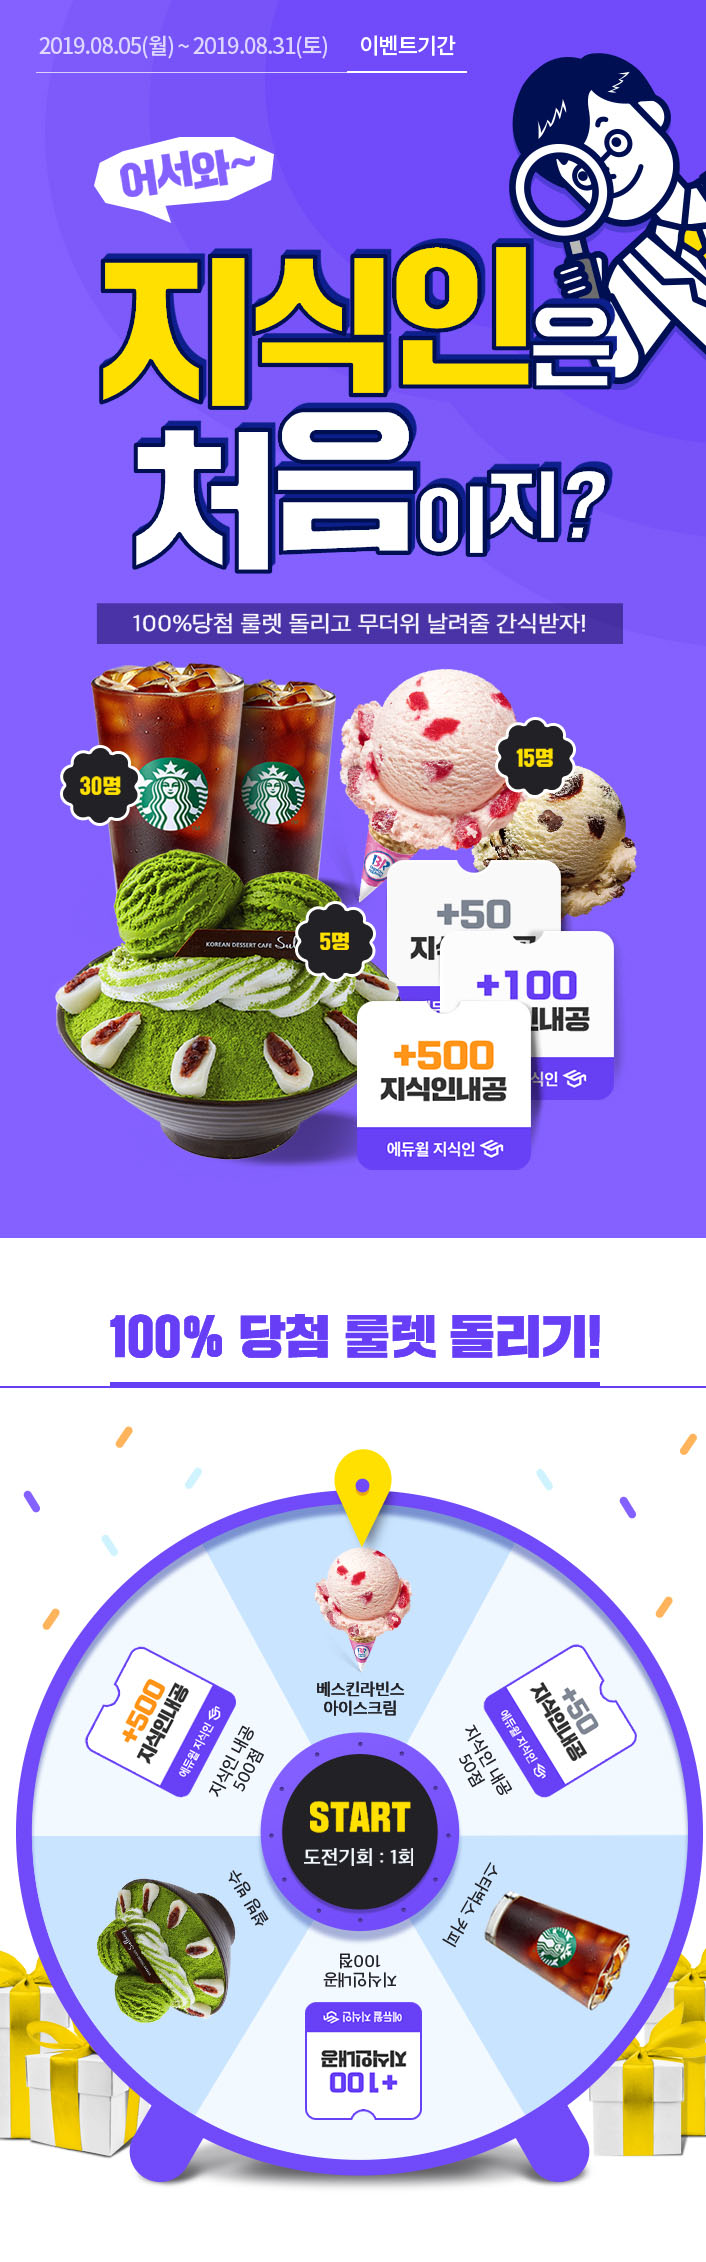 2019.08.05(월) ~ 2019.08.31(토) 이벤트기간
어서와~
지식인은
처음이지?
100%당첨 룰렛 돌리고 무더위 날려줄 간식받자!
30명
15명
BR
KOREAN DESSERT CAFE Sul
5명
+50
+100
+500
지식인내공
에듀윌 지식인
100% 당첨 룰렛 돌리기!
베스킨라빈스
아이스크림
+500
지식인내공
에듀윌 지식인
지식인 내공
500점
+50
지식인내공
에듀윌 지식인
지식인 내공
50점
START
도전기회 : 1회
설빙 빙수
스타벅스 커피
지식인내공
100점
에듀윌 지식인
+100
지식인내공